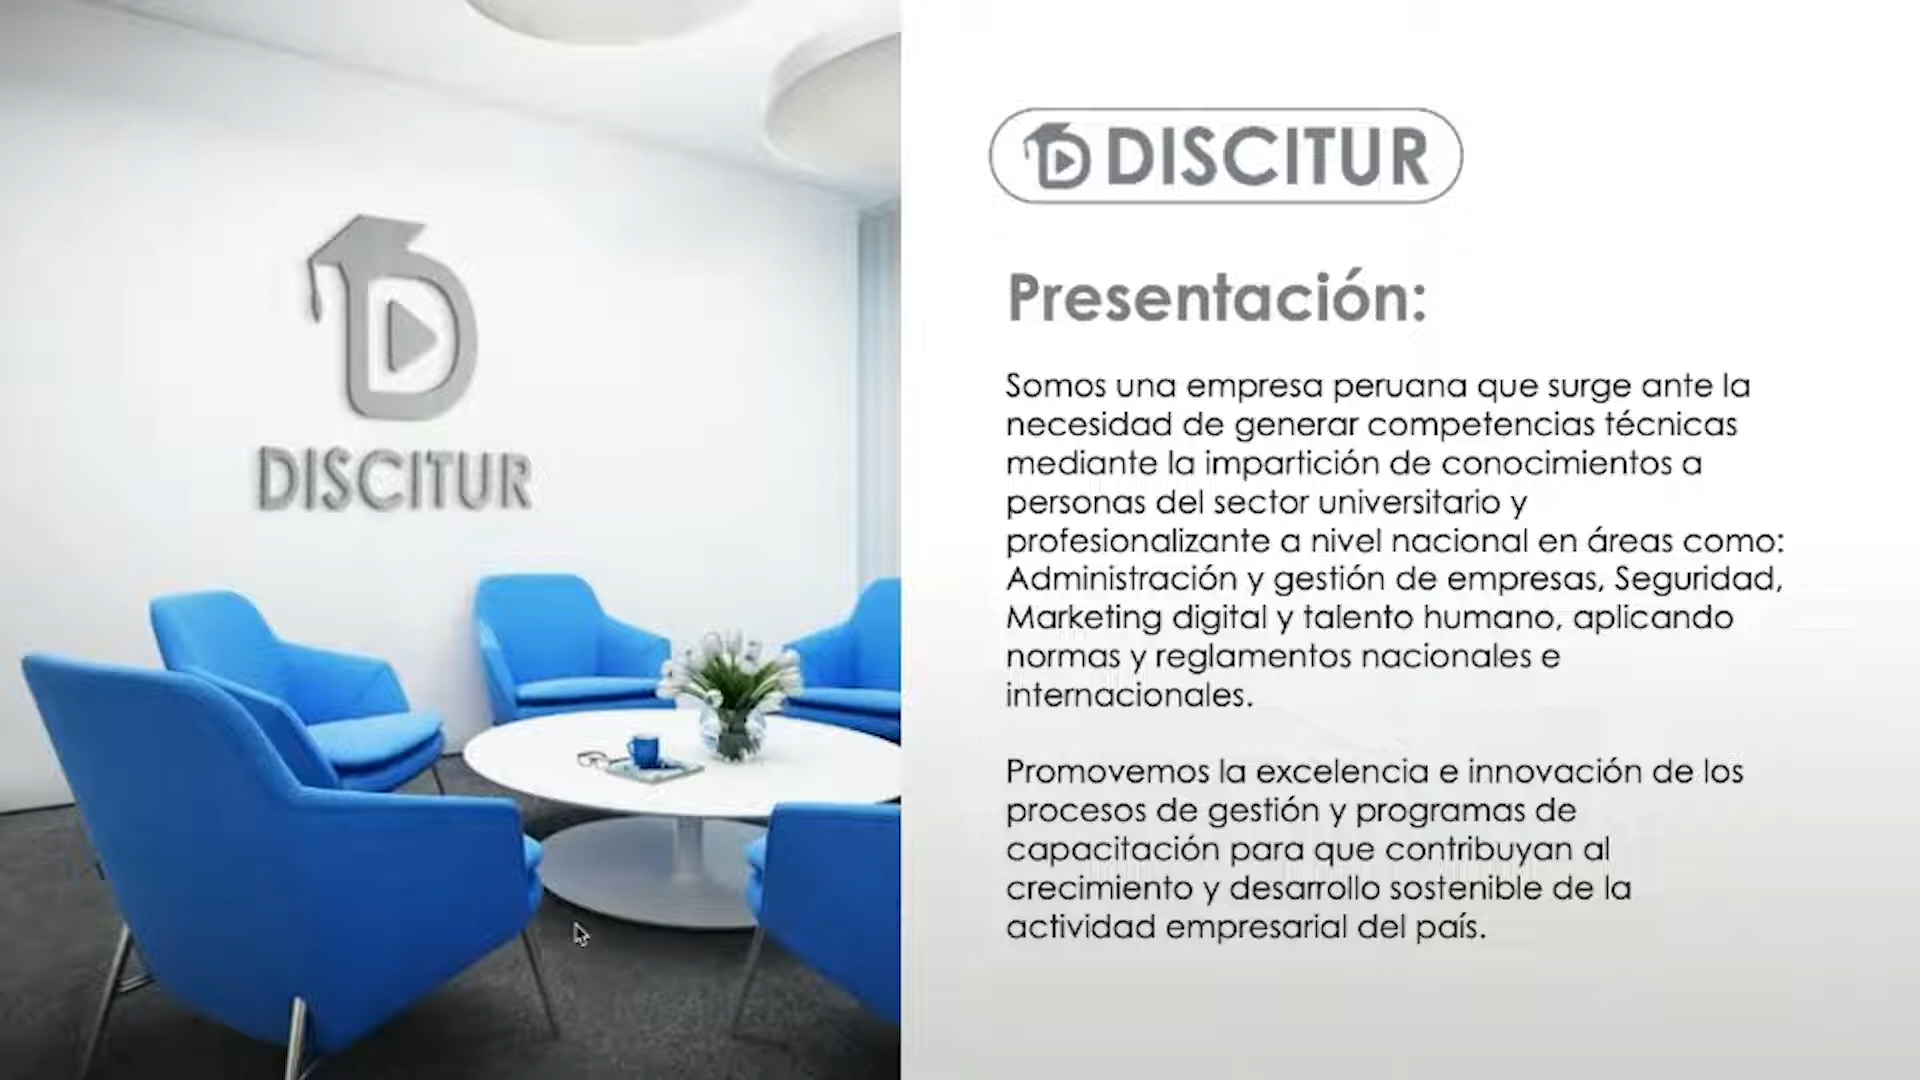 DISCITUR
DISCITUR
Presentación:
Somos una empresa peruana que surge ante la
necesidad de generar competencias técnicas
mediante la impartición de conocimientos a
personas del sector universitario y
profesionalizante a nivel nacional en áreas como:
Administración y gestión de empresas, Seguridad,
Marketing digital y talento humano, aplicando
normas y reglamentos nacionales e
internacionales.
Promovemos la excelencia e innovación de los
procesos de gestión y programas de
capacitación para que contribuyan al
crecimiento y desarrollo sostenible de la
actividad empresarial del país.